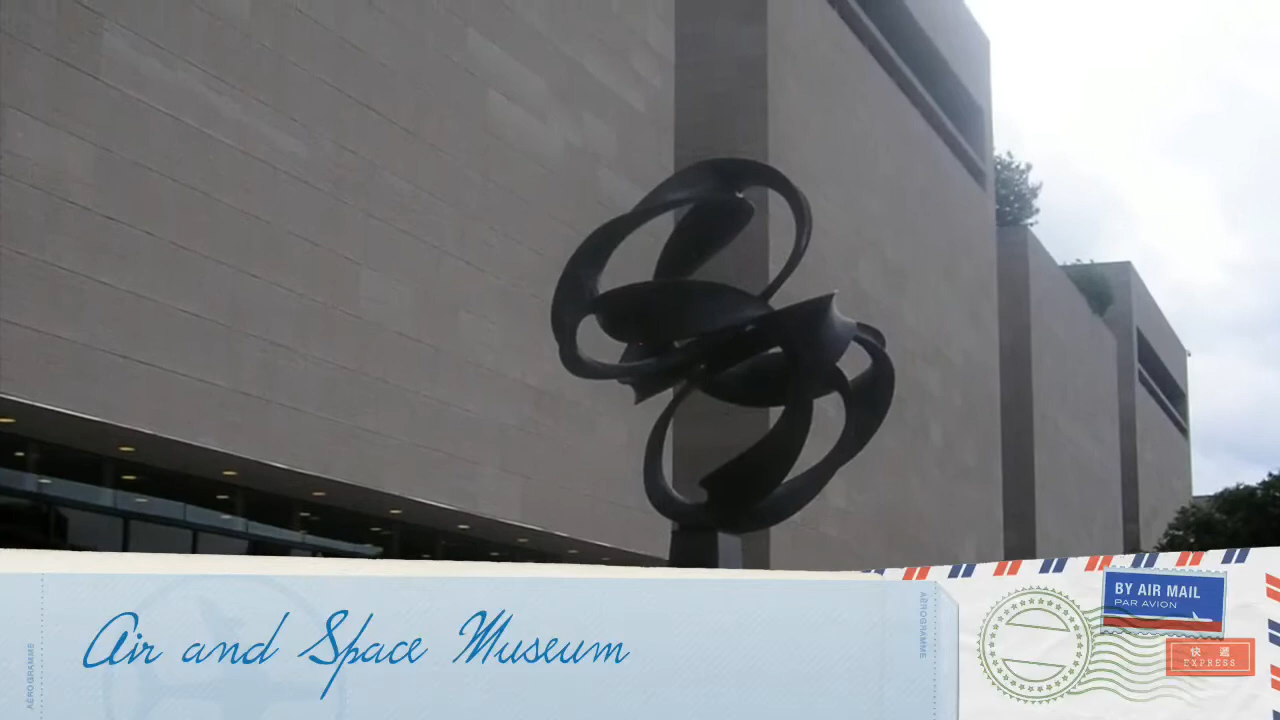 Air and Space Museum
AÉROGRAMME
AÉROGRAMME
BY AIR MAIL
PAR AVION
快遞
EXPRESS